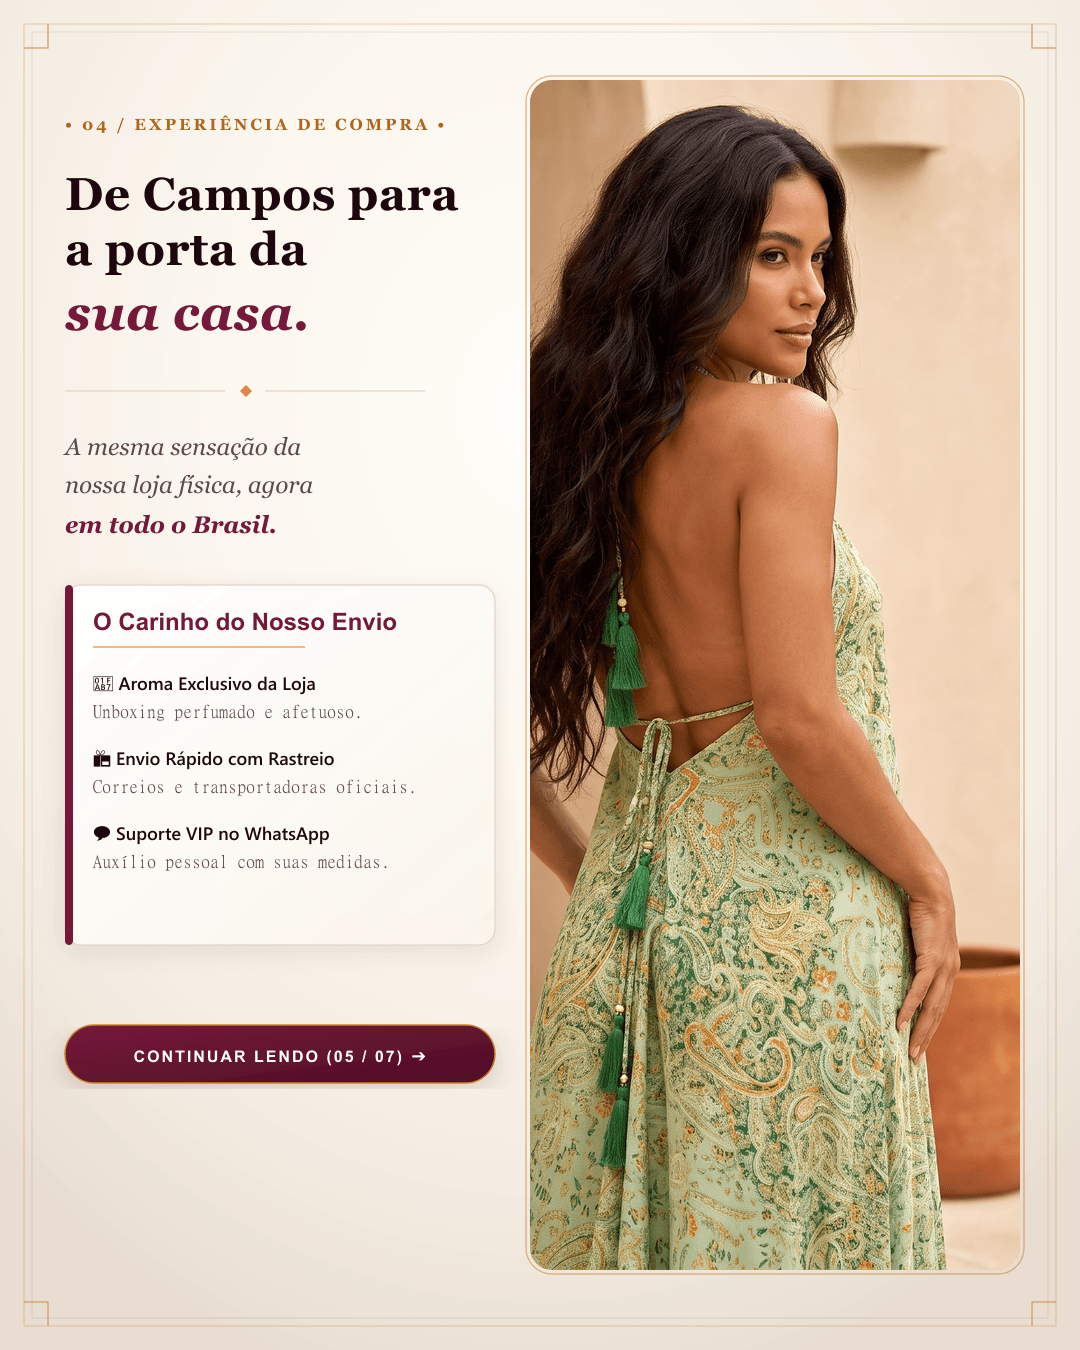 • 04 / EXPERIÊNCIA DE COMPRA •
De Campos para
a porta da
sua casa.
A mesma sensação da
nossa loja física, agora
em todo o Brasil.
O Carinho do Nosso Envio
Aroma Exclusivo da Loja
Unboxing perfumado e afetuoso.
Envio Rápido com Rastreio
Correios e transportadoras oficiais.
Suporte VIP no WhatsApp
Auxílio pessoal com suas medidas.
CONTINUAR LENDO (05 / 07) →